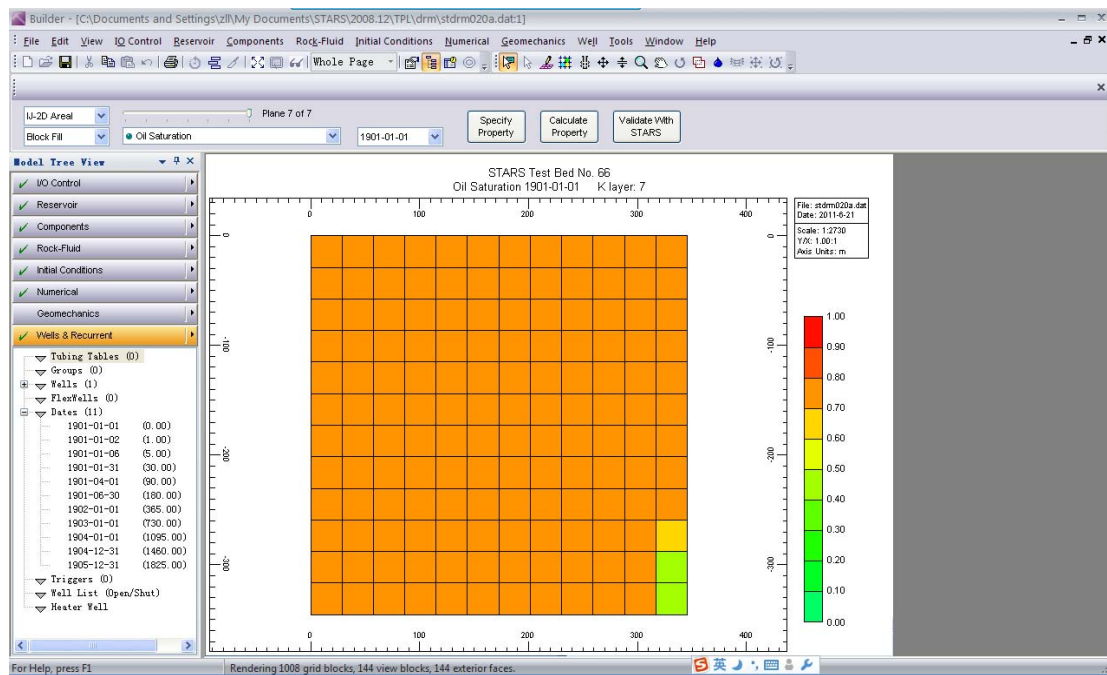 Builder - [C:\Documents and Settings\zll\My Documents\STARS\2008.12\TPL\drm\stdrm020a.dat:1]
File Edit View IO Control Reservoir Components Rock-Fluid Initial Conditions Numerical Geomechanics Well Tools Window Help
Whole Page
IJ-2D Areal
Plane 7 of 7
Block Fill
Oil Saturation
1901-01-01
Specify Property
Calculate Property
Validate With STARS
Model Tree View
I/O Control
Reservoir
Components
Rock-Fluid
Initial Conditions
Numerical
Geomechanics
Wells & Recurrent
Tubing Tables (0)
Groups (0)
Wells (1)
FlexWells (0)
Dates (11)
1901-01-01 (0.00)
1901-01-02 (1.00)
1901-01-06 (5.00)
1901-01-31 (30.00)
1901-04-01 (90.00)
1901-06-30 (180.00)
1902-01-01 (365.00)
1903-01-01 (730.00)
1904-01-01 (1095.00)
1904-12-31 (1460.00)
1905-12-31 (1825.00)
Triggers (0)
Well List (Open/Shut)
Heater Well
STARS Test Bed No. 66
Oil Saturation 1901-01-01 K layer: 7
0 100 200 300 400
0
-100
-200
-300
0
-100
-200
-300
0 100 200 300 400
File: stdrm020a.dat
Date: 2011-6-21
Scale: 1:2730
Y/X: 1.00:1
Axis Units: m
1.00
0.90
0.80
0.70
0.60
0.50
0.40
0.30
0.20
0.10
0.00
For Help, press F1
Rendering 1008 grid blocks, 144 view blocks, 144 exterior faces.
S 英